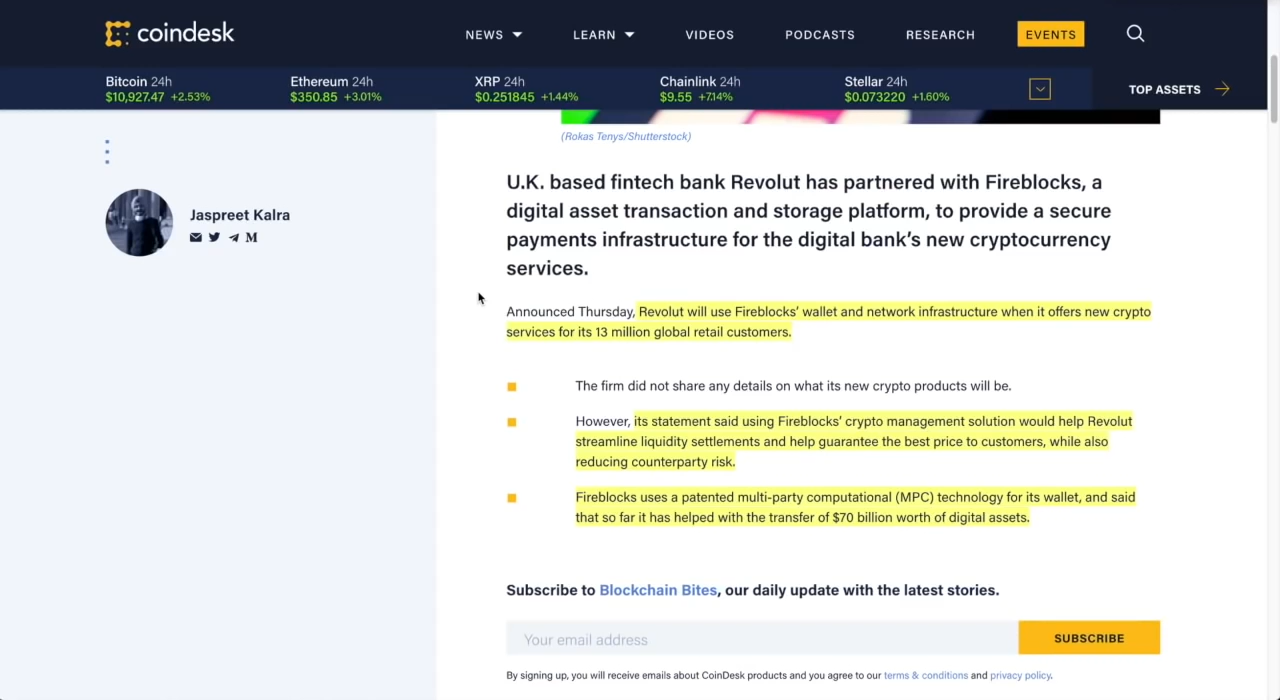 coindesk
NEWS
LEARN
VIDEOS
PODCASTS
RESEARCH
EVENTS
Bitcoin 24h
$10,927.47 +2.53%
Ethereum 24h
$350.85 +3.01%
XRP 24h
$0.251845 +1.44%
Chainlink 24h
$9.55 +7.14%
Stellar 24h
$0.073220 +1.60%
TOP ASSETS
(Rokas Tenys/Shutterstock)
Jaspreet Kalra
M
U.K. based fintech bank Revolut has partnered with Fireblocks, a
digital asset transaction and storage platform, to provide a secure
payments infrastructure for the digital bank's new cryptocurrency
services.
Announced Thursday, Revolut will use Fireblocks' wallet and network infrastructure when it offers new crypto
services for its 13 million global retail customers.
The firm did not share any details on what its new crypto products will be.
However, its statement said using Fireblocks' crypto management solution would help Revolut
streamline liquidity settlements and help guarantee the best price to customers, while also
reducing counterparty risk.
Fireblocks uses a patented multi-party computational (MPC) technology for its wallet, and said
that so far it has helped with the transfer of $70 billion worth of digital assets.
Subscribe to Blockchain Bites, our daily update with the latest stories.
Your email address
SUBSCRIBE
By signing up, you will receive emails about CoinDesk products and you agree to our terms & conditions and privacy policy.